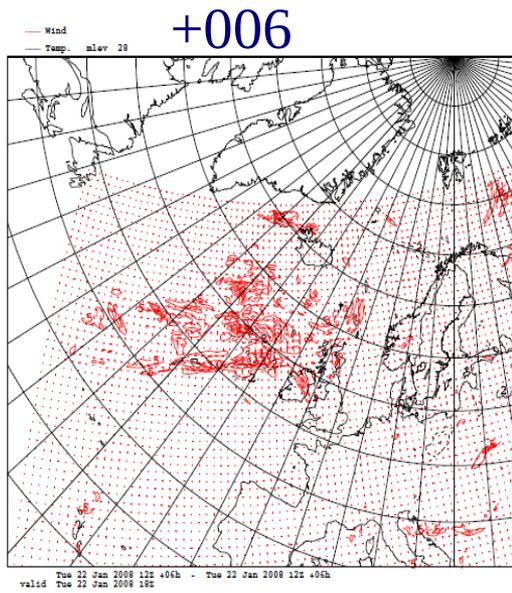 +006
Wind
Temp. mlev 28
Tue 22 Jan 2008 12Z +06h - Tue 22 Jan 2008 12Z +06h
valid Tue 22 Jan 2008 18Z